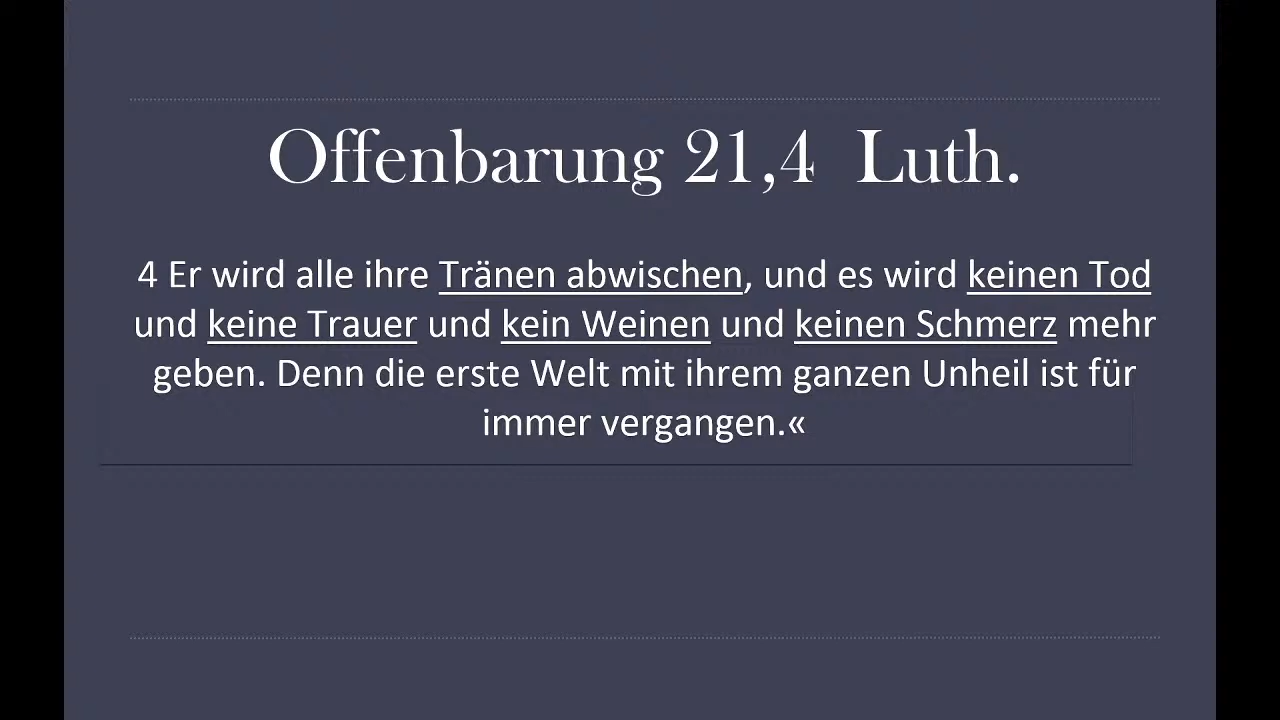 Offenbarung 21,4 Luth.
4 Er wird alle ihre Tränen abwischen, und es wird keinen Tod
und keine Trauer und kein Weinen und keinen Schmerz mehr
geben. Denn die erste Welt mit ihrem ganzen Unheil ist für
immer vergangen.«